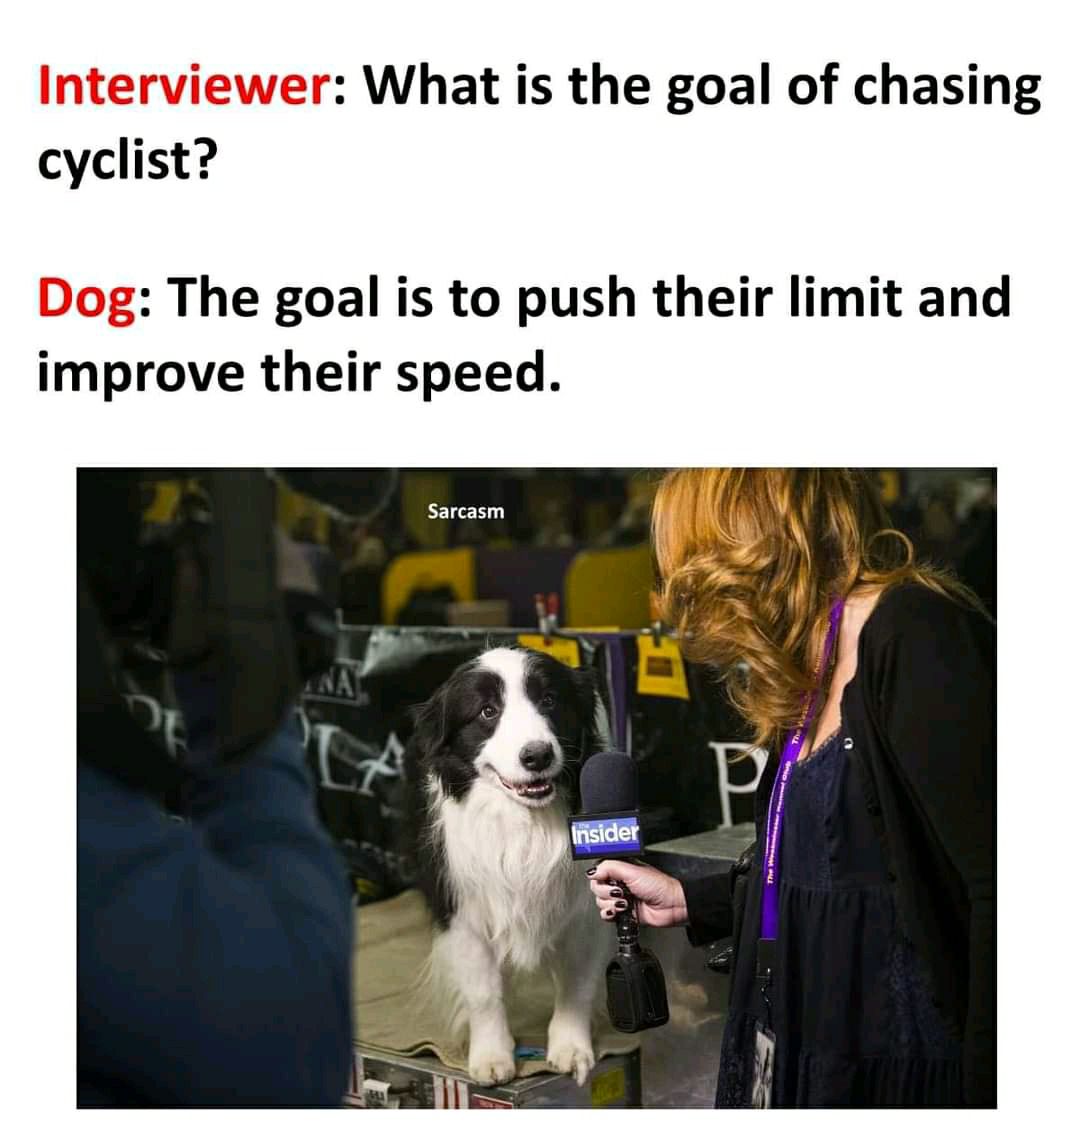 Interviewer: What is the goal of chasing
cyclist?
Dog: The goal is to push their limit and
improve their speed.
Sarcasm
NA
PLA
P
the
Insider
The Westminster Kennel Club